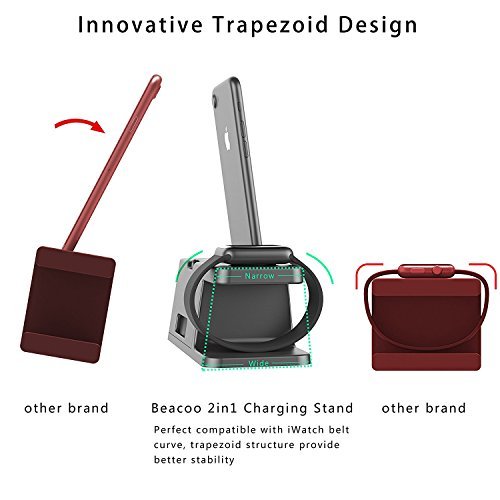 Innovative Trapezoid Design
Narrow
Wide
other brand
Beacoo 2in1 Charging Stand
other brand
Perfect compatible with iWatch belt
curve, trapezoid structure provide
better stability